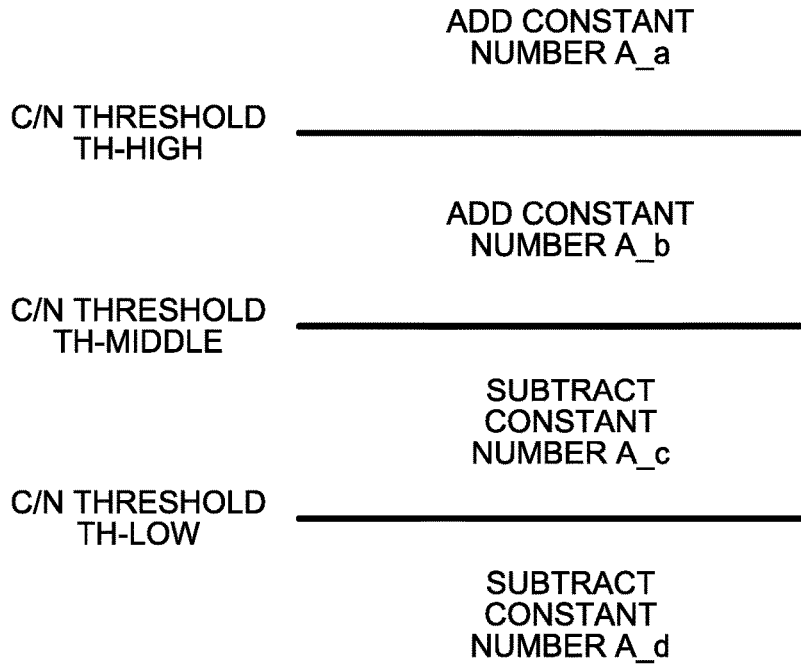 ADD CONSTANT
NUMBER A_a
C/N THRESHOLD
TH-HIGH
ADD CONSTANT
NUMBER A_b
C/N THRESHOLD
TH-MIDDLE
SUBTRACT
CONSTANT
NUMBER A_c
C/N THRESHOLD
TH-LOW
SUBTRACT
CONSTANT
NUMBER A_d